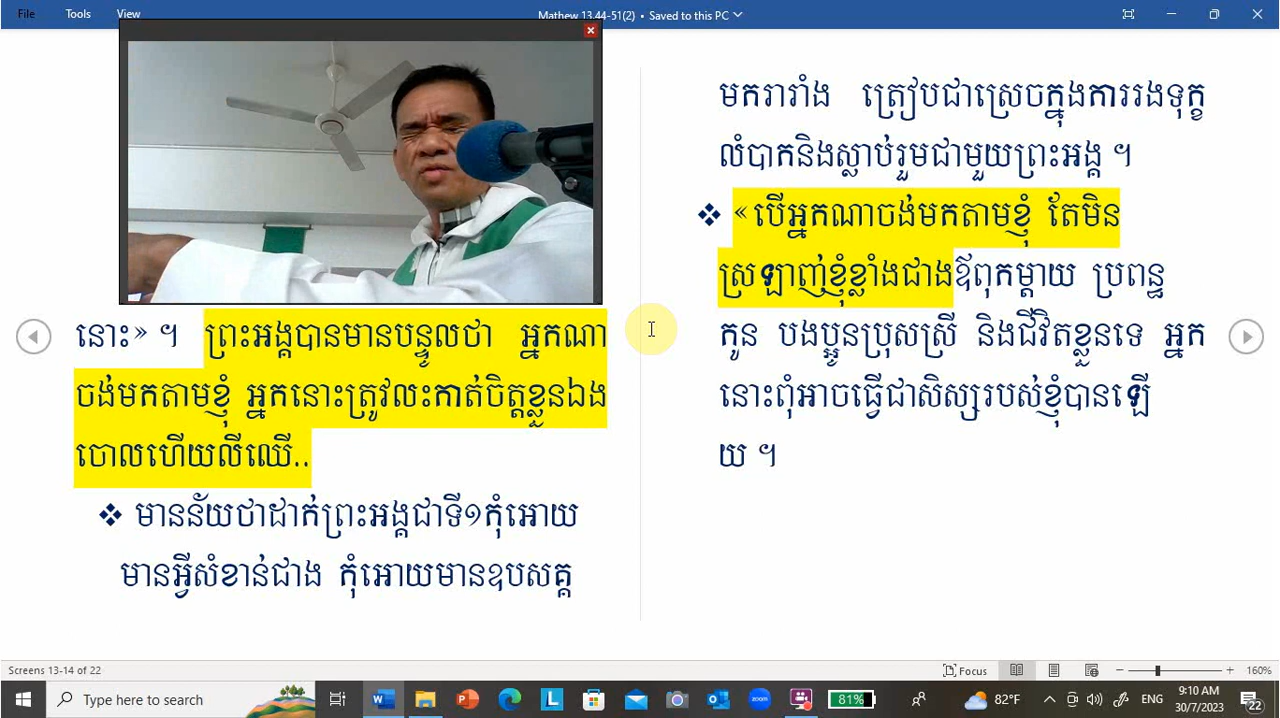 File Tools View Mathew 13.44-51(2) • Saved to this PC
នោះ» ។ ព្រះអង្គបានមានបន្ទូលថា អ្នកណា
ចង់មកតាមខ្ញុំ អ្នកនោះត្រូវលះកាត់ចិត្តខ្លួនឯង
ចោលហើយលីឈើ..
❖ មានន័យថាដាក់ព្រះអង្គជាទី១កុំអោយ
មានអ្វីសំខាន់ជាង កុំអោយមានឧបសគ្គ
មករារាំង ត្រៀបជាស្រេចក្នុងការរងទុក្ខ
លំបាកនិងស្លាប់រួមជាមួយព្រះអង្គ ។
❖ «បើអ្នកណាចង់មកតាមខ្ញុំ តែមិន
ស្រឡាញ់ខ្ញុំខ្លាំងជាងឪពុកម្តាយ ប្រពន្ធ
កូន បងប្អូនប្រុសស្រី និងជីវិតខ្លួនទេ អ្នក
នោះពុំអាចធ្វើជាសិស្សរបស់ខ្ញុំបានឡើ
យ ។
Screens 13-14 of 22 Focus 160%
Type here to search 81% 82°F ENG 9:10 AM
30/7/2023 22